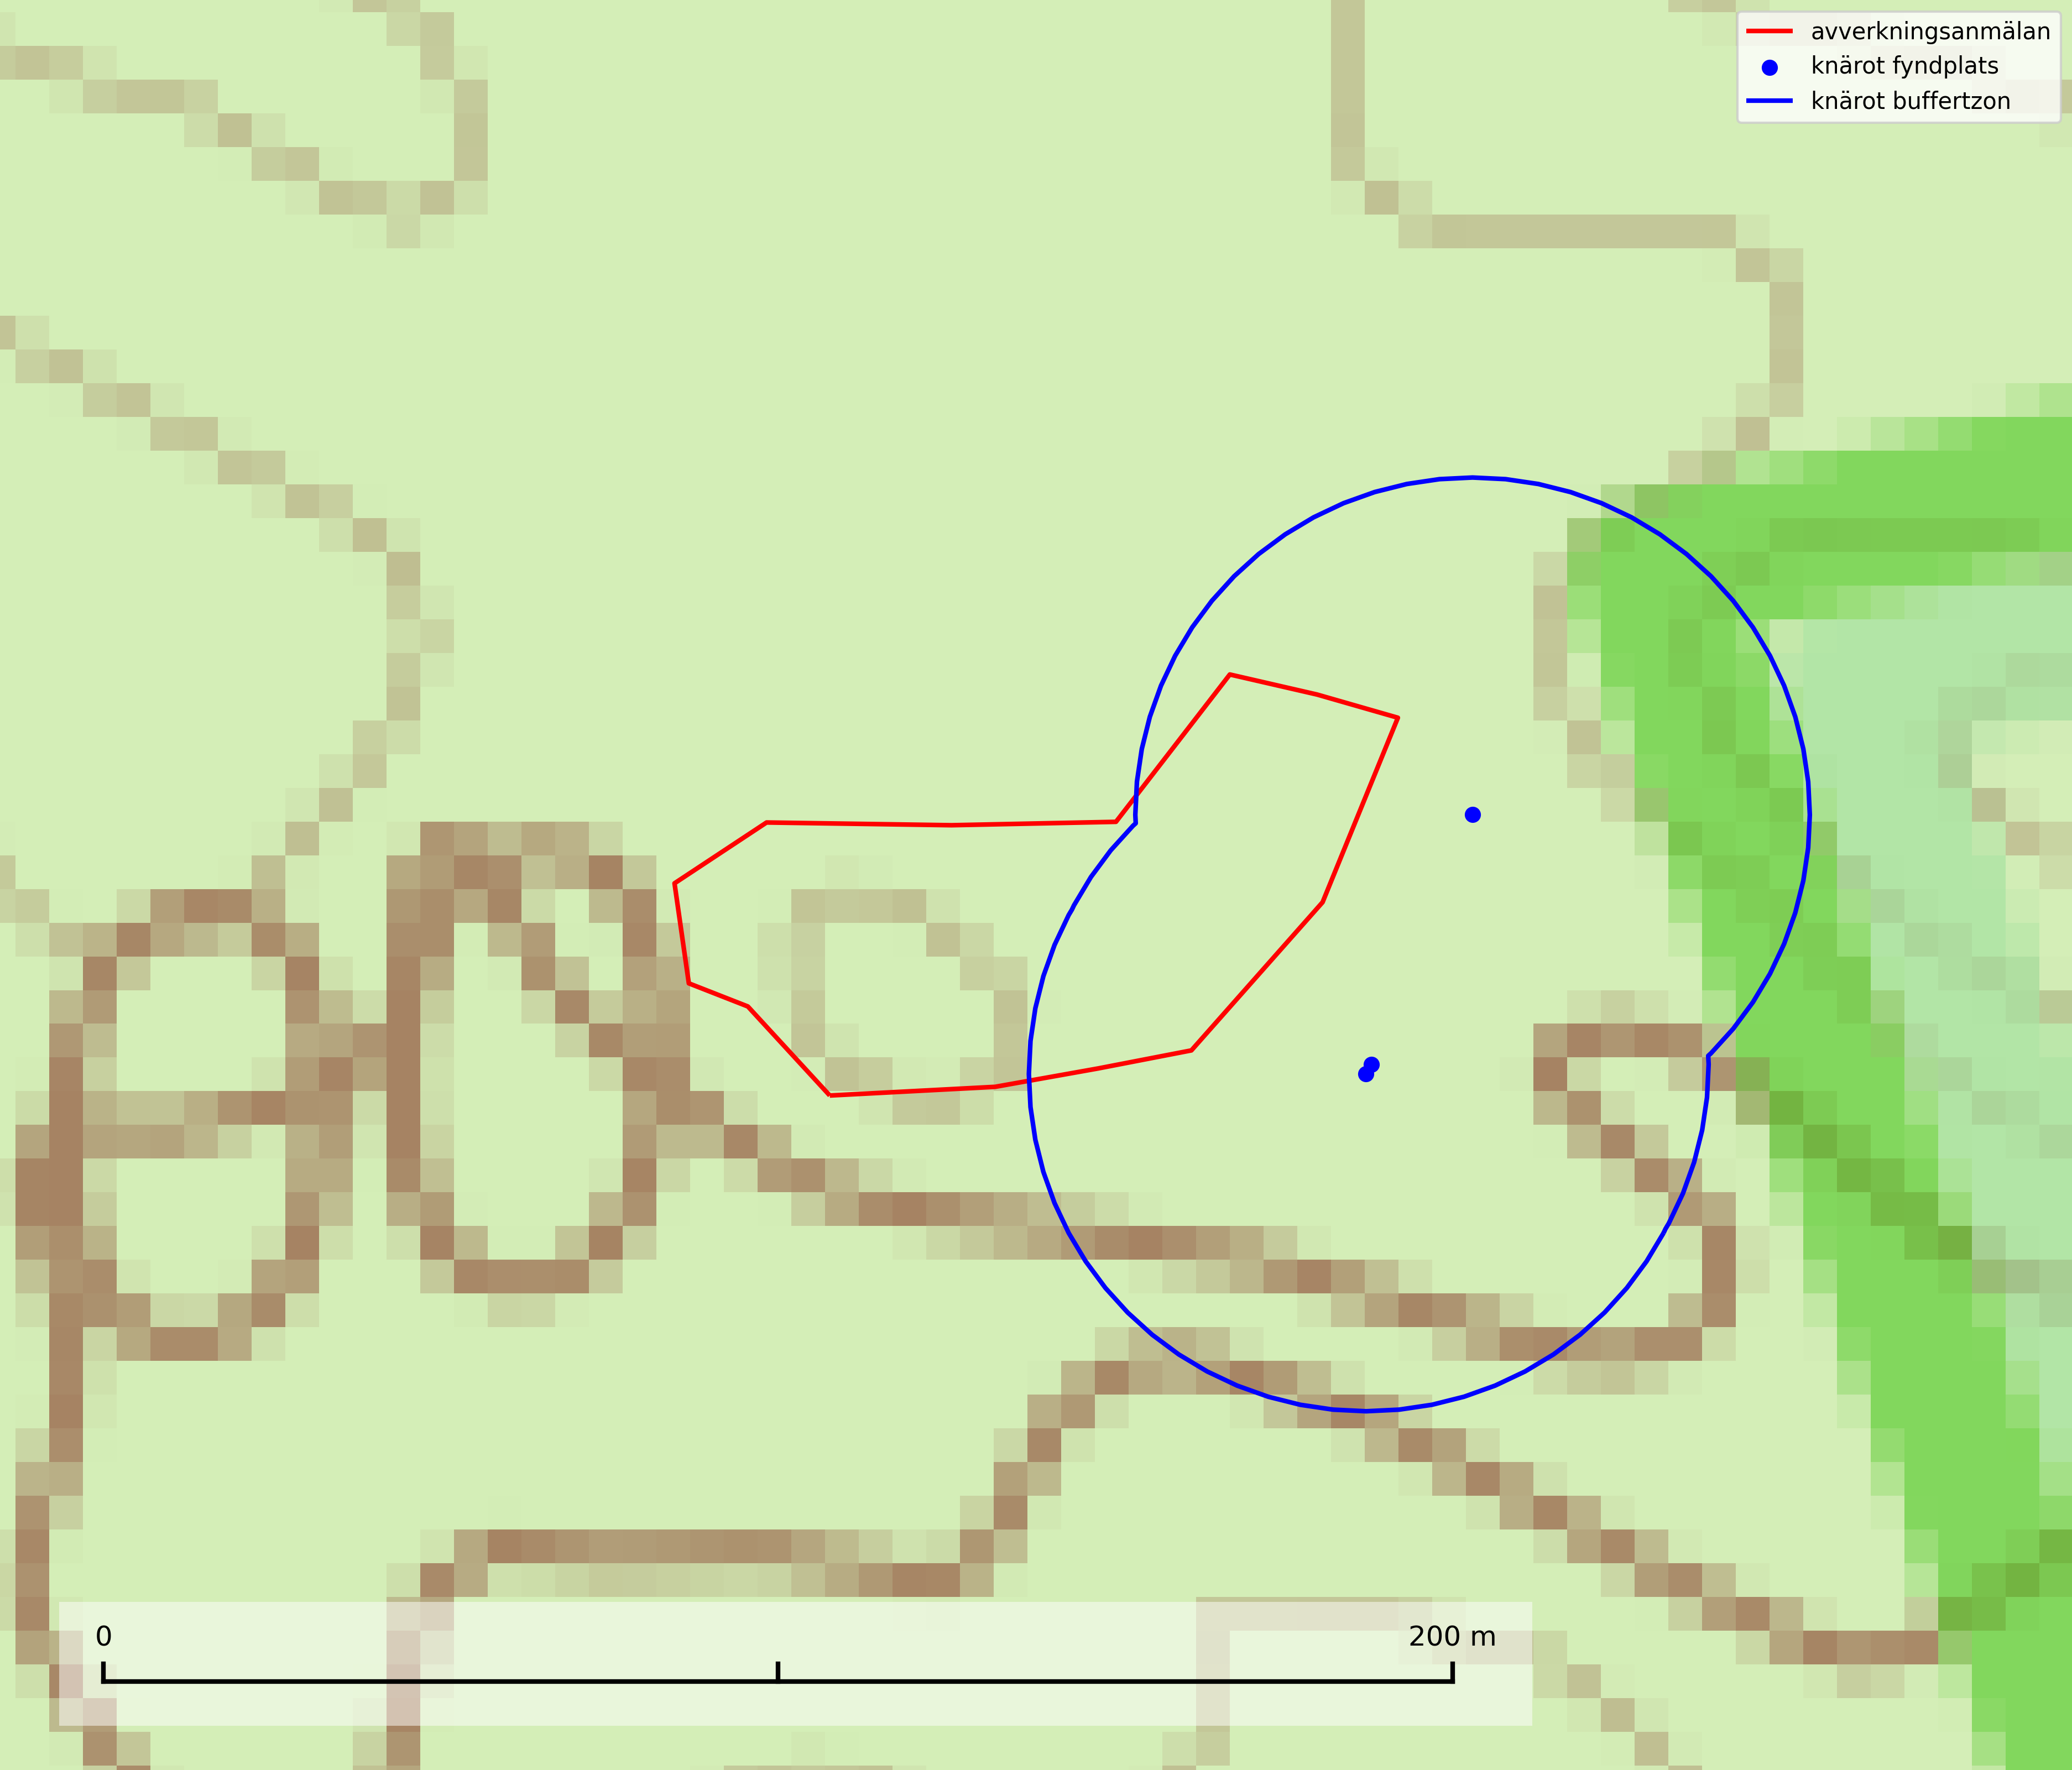 avverkningsanmälan
knärot fyndplats
knärot buffertzon
0
200 m